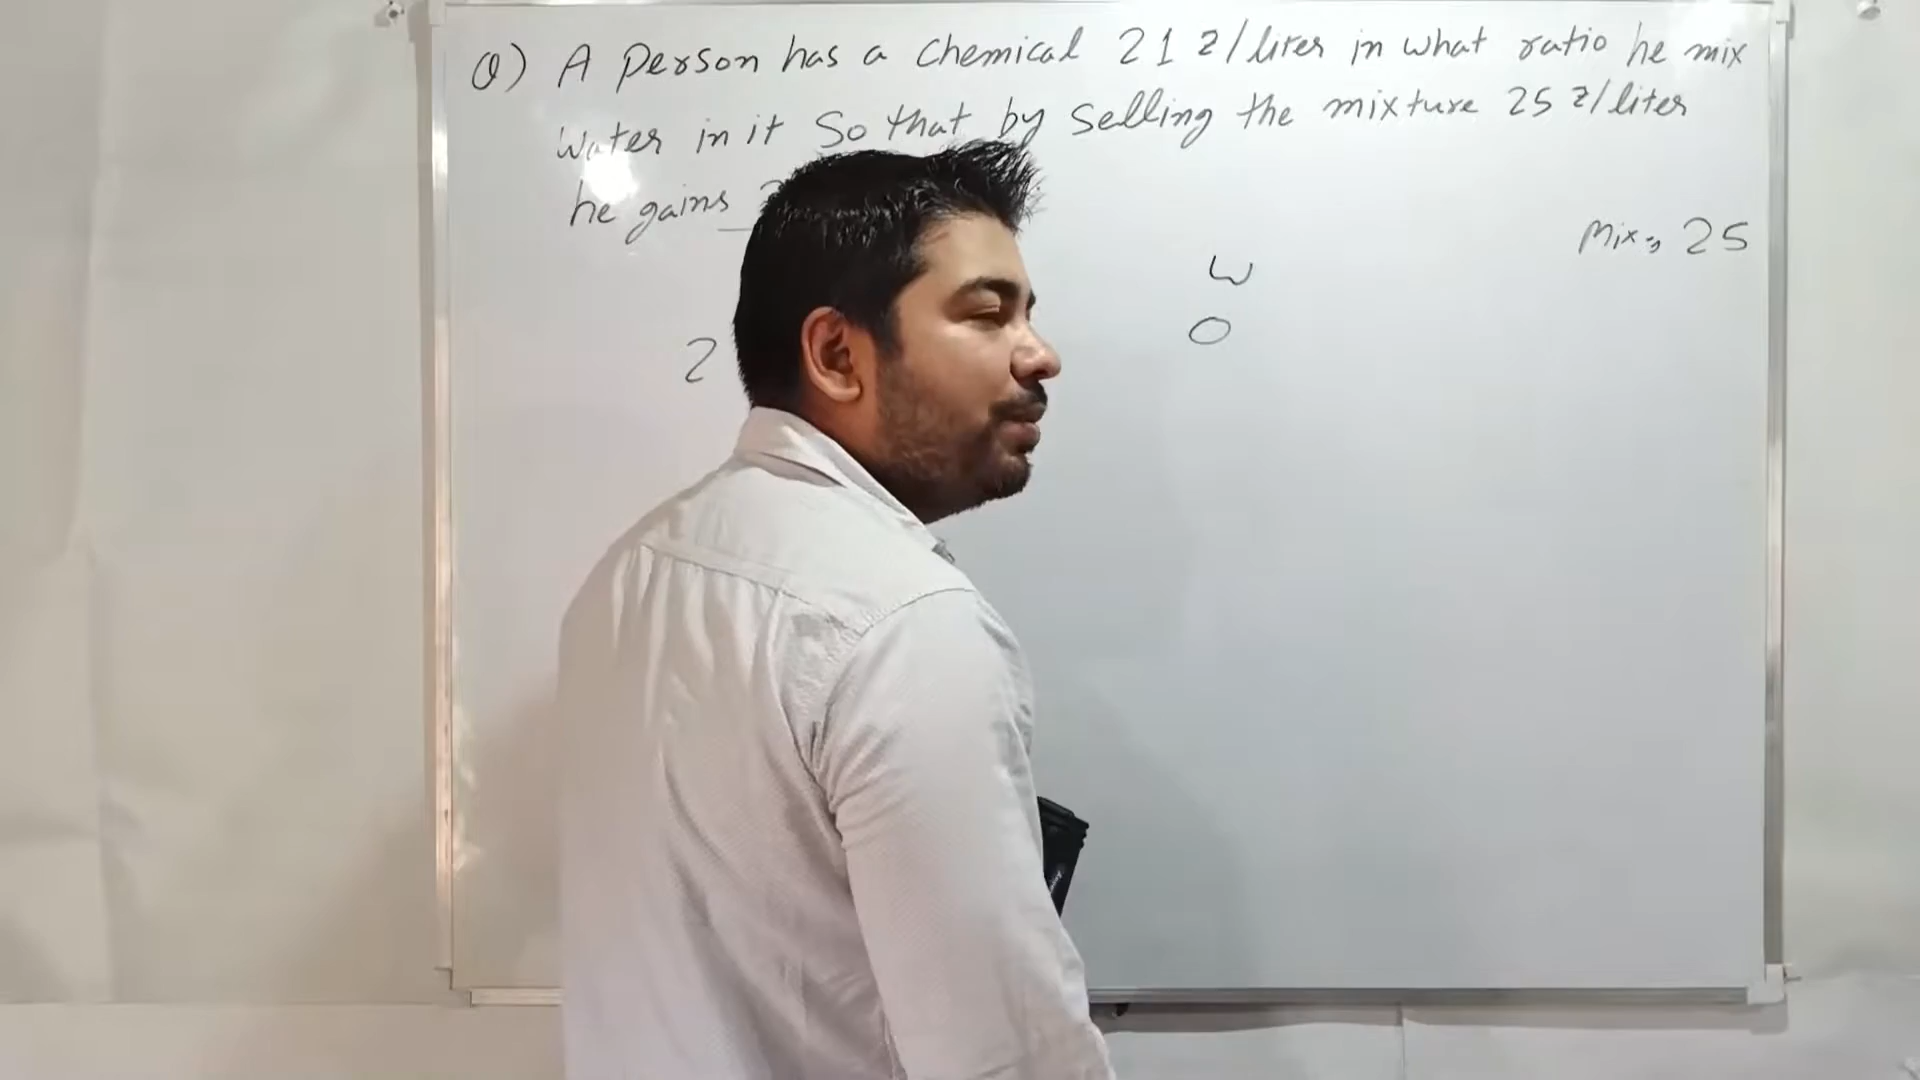 Q) A Person has a Chemical 21 ₹/liter in what ratio he mix
Water in it So that by Selling the mixture 25 ₹/liter
he gains
Mix = 25
W
O
2